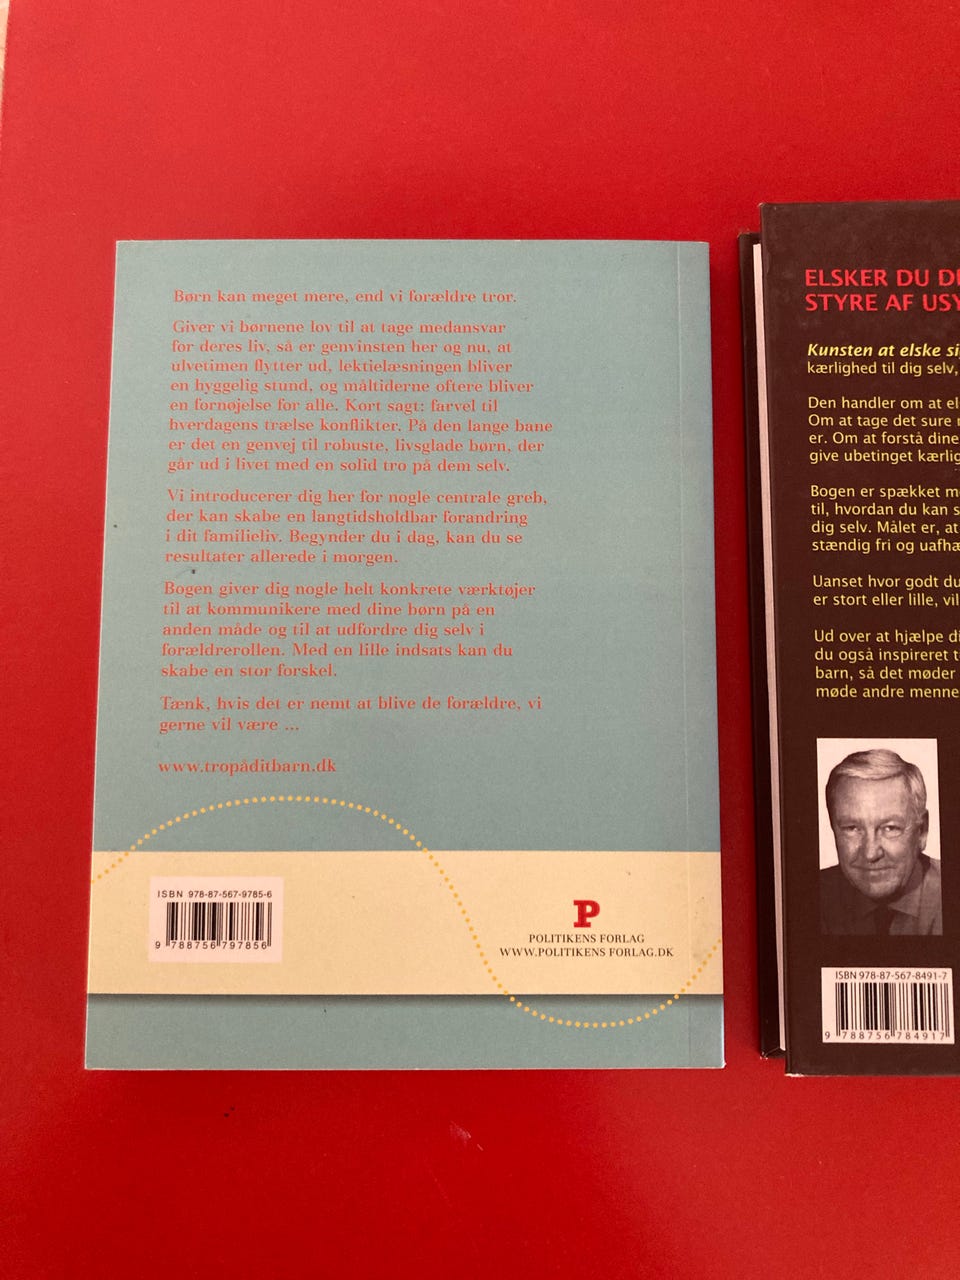 Børn kan meget mere, end vi forældre tror.
Giver vi børnene lov til at tage medansvar
for deres liv, så er genvinsten her og nu, at
ulvetimen flytter ud, lektielæsningen bliver
en hyggelig stund, og måltiderne oftere bliver
en fornøjelse for alle. Kort sagt: farvel til
hverdagens trælse konflikter. På den lange bane
er det en genvej til robuste, livsglade børn, der
går ud i livet med en solid tro på dem selv.
Vi introducerer dig her for nogle centrale greb,
der kan skabe en langtidsholdbar forandring
i dit familieliv. Begynder du i dag, kan du se
resultater allerede i morgen.
Bogen giver dig nogle helt konkrete værktøjer
til at kommunikere med dine børn på en
anden måde og til at udfordre dig selv i
forældrerollen. Med en lille indsats kan du
skabe en stor forskel.
Tænk, hvis det er nemt at blive de forældre, vi
gerne vil være ...
www.tropåditbarn.dk
ISBN 978-87-567-9785-6
9 788756 797856
P
POLITIKENS FORLAG
WWW.POLITIKENS FORLAG.DK
ELSKER DU
STYRE AF
Kunsten at elske
kærlighed til dig selv,
Den handler om at
Om at tage det sure
er. Om at forstå dine
give ubetinget
Bogen er spækket
til, hvordan du kan
dig selv. Målet er, at
stændig fri og
Uanset hvor godt du
er stort eller lille,
Ud over at hjælpe
du også inspireret
barn, så det møder
møde andre
ISBN 978-87-567-8491-7
9 788756 784917